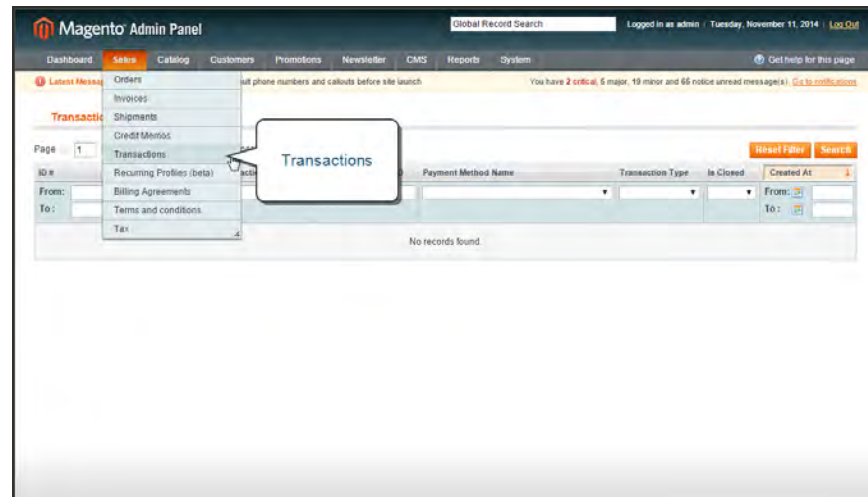 Magento Admin Panel
Global Record Search
Logged in as admin | Tuesday, November 11, 2014 | Log Out
Dashboard Sales Catalog Customers Promotions Newsletter CMS Reports System
Get help for this page
Latest Messag
ult phone numbers and callouts before site launch
You have 2 critical, 5 major, 19 minor and 65 notice unread message(s). Go to notifications
Orders
Invoices
Transactio
Shipments
Credit Memos
Page 1
Transactions
Recurring Profiles (beta)
Billing Agreements
Terms and conditions
Tax
Transactions
Reset Filter Search
ID # Payment Method Name Transaction Type Is Closed Created At
From: From:
To: To:
No records found.